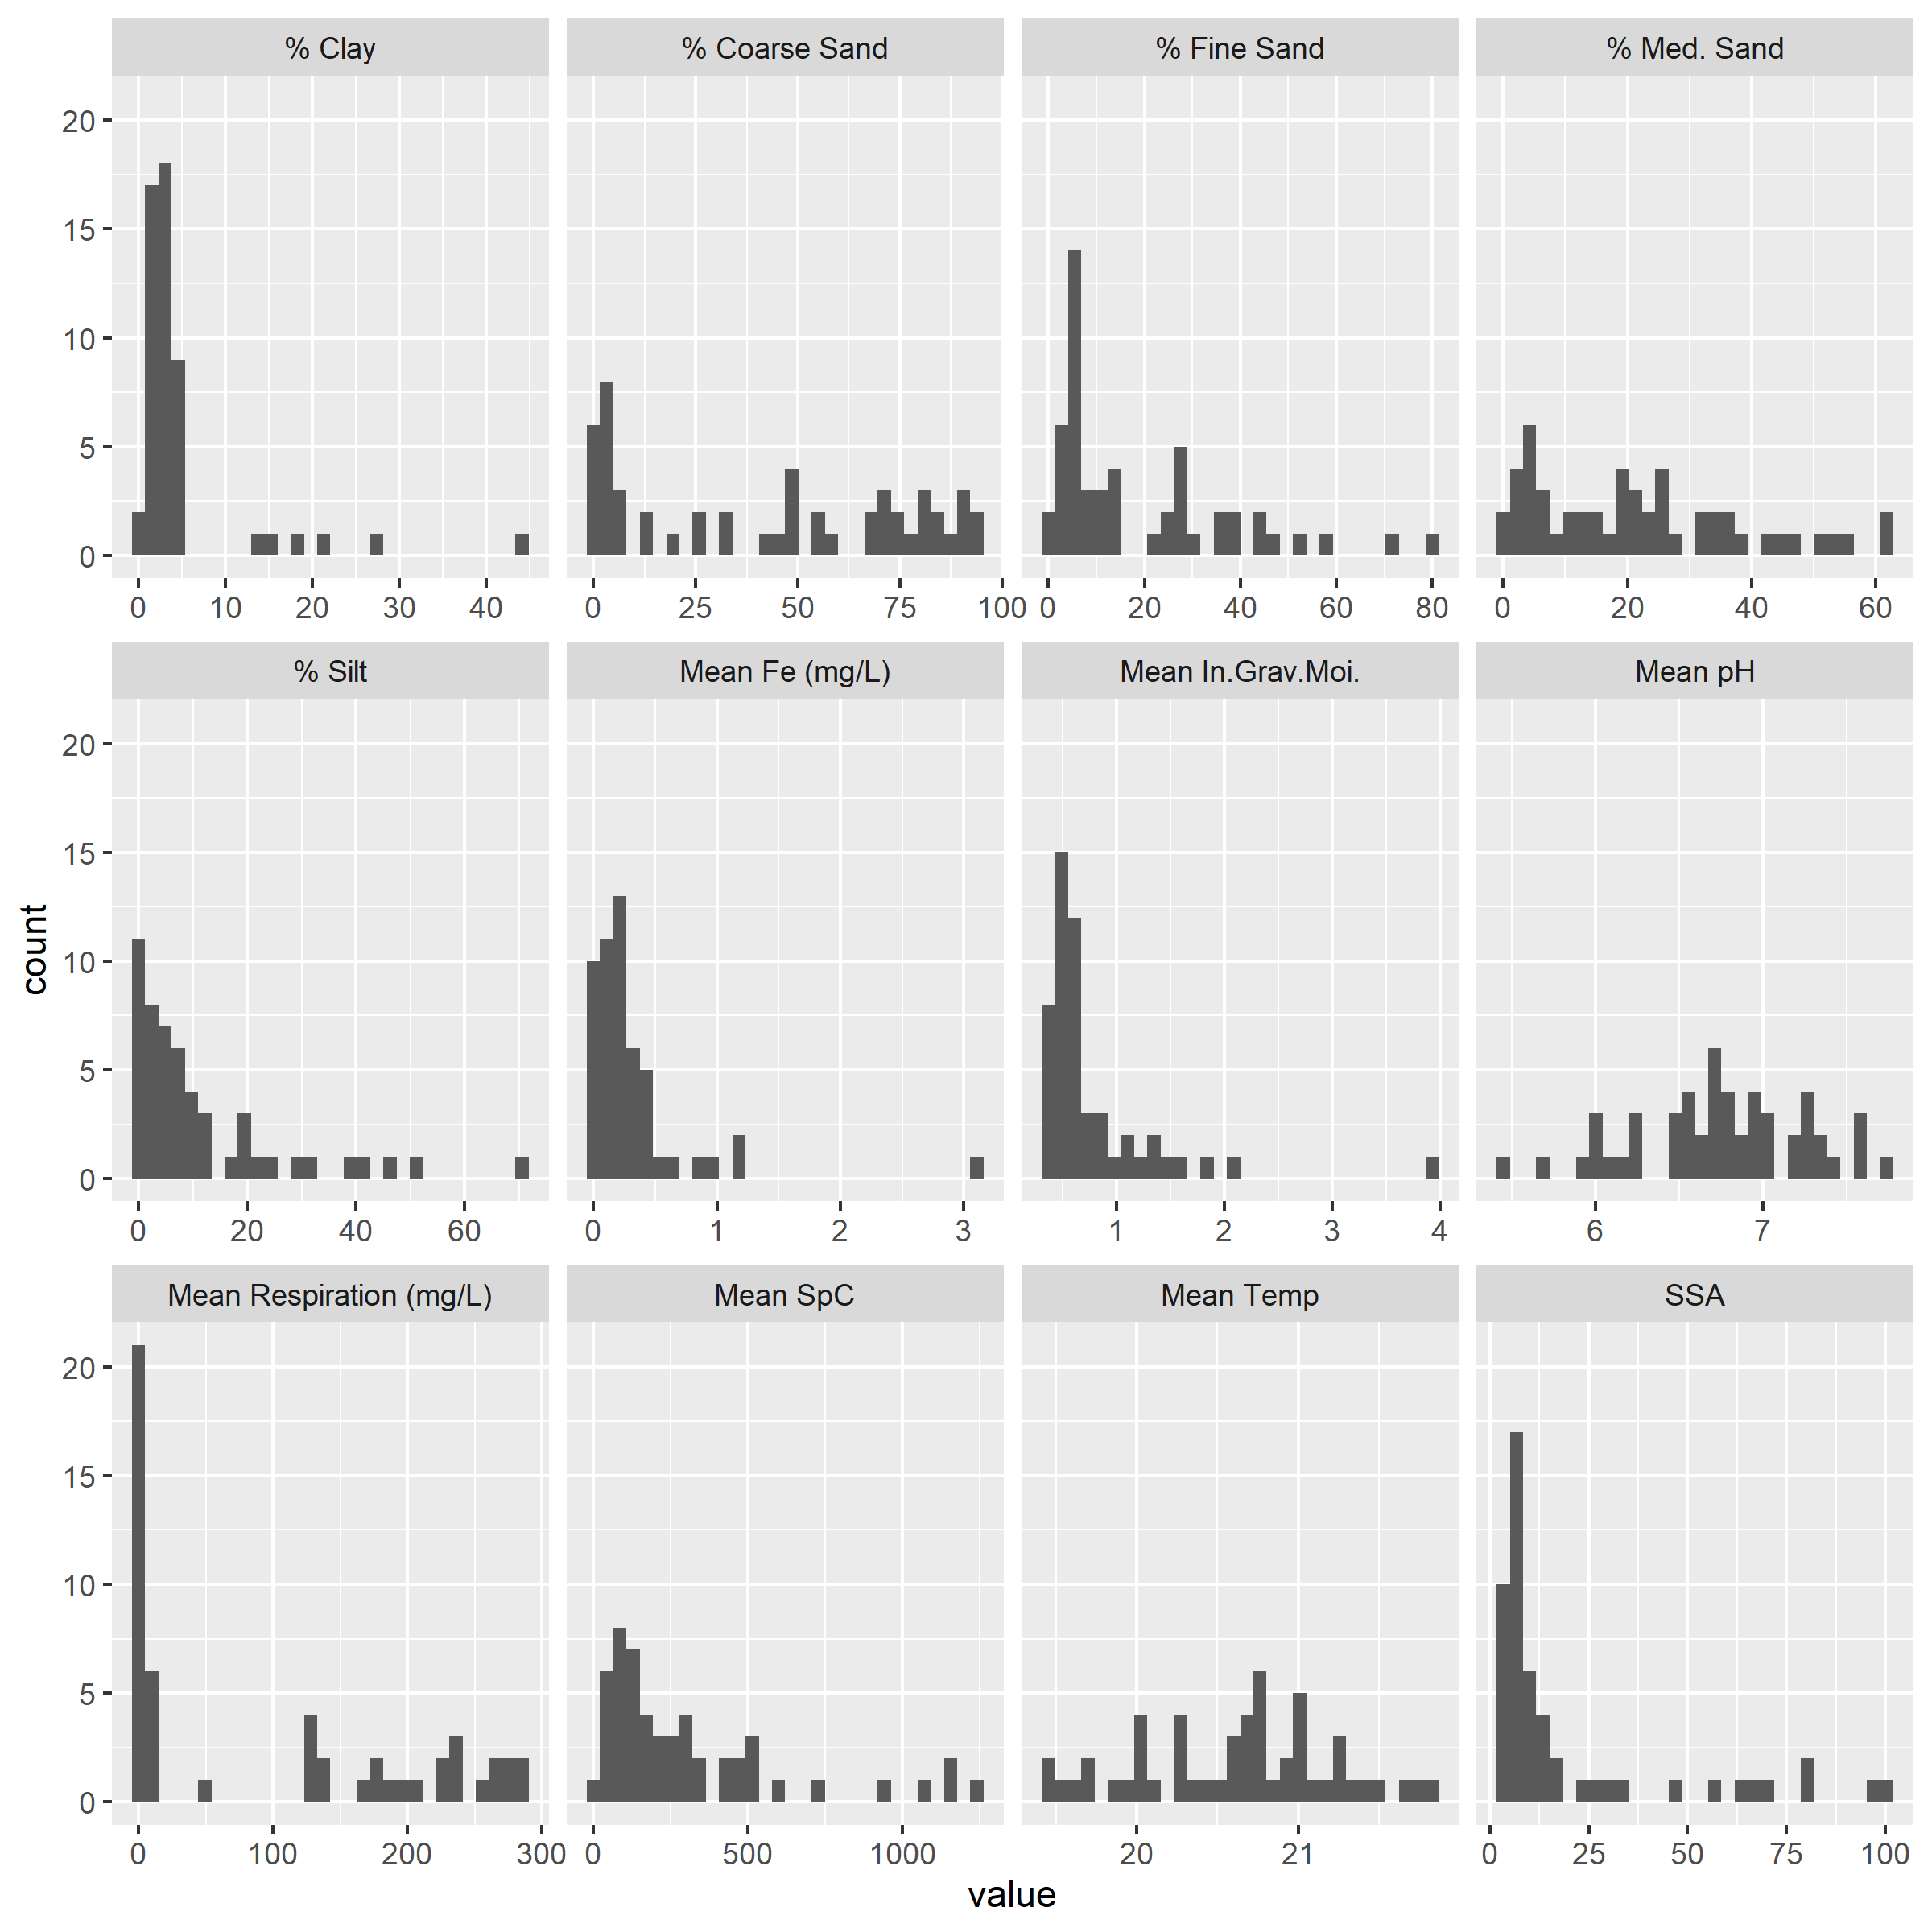 % Clay % Coarse Sand % Fine Sand % Med. Sand
20
15
10
5
0
0 10 20 30 40 0 25 50 75 100 0 20 40 60 80 0 20 40 60
% Silt Mean Fe (mg/L) Mean In.Grav.Moi. Mean pH
20
15
10
5
0
0 20 40 60 0 1 2 3 1 2 3 4 6 7
count
Mean Respiration (mg/L) Mean SpC Mean Temp SSA
20
15
10
5
0
0 100 200 300 0 500 1000 20 21 0 25 50 75 100
value